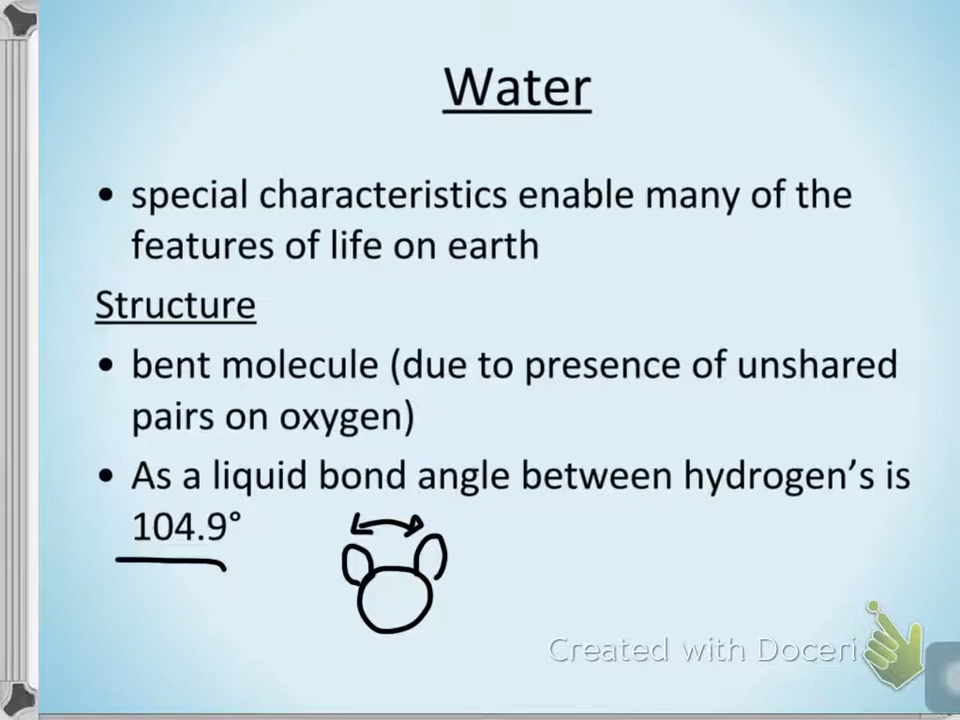 Water
• special characteristics enable many of the
features of life on earth
Structure
• bent molecule (due to presence of unshared
pairs on oxygen)
• As a liquid bond angle between hydrogen’s is
104.9°
Created with Doceri